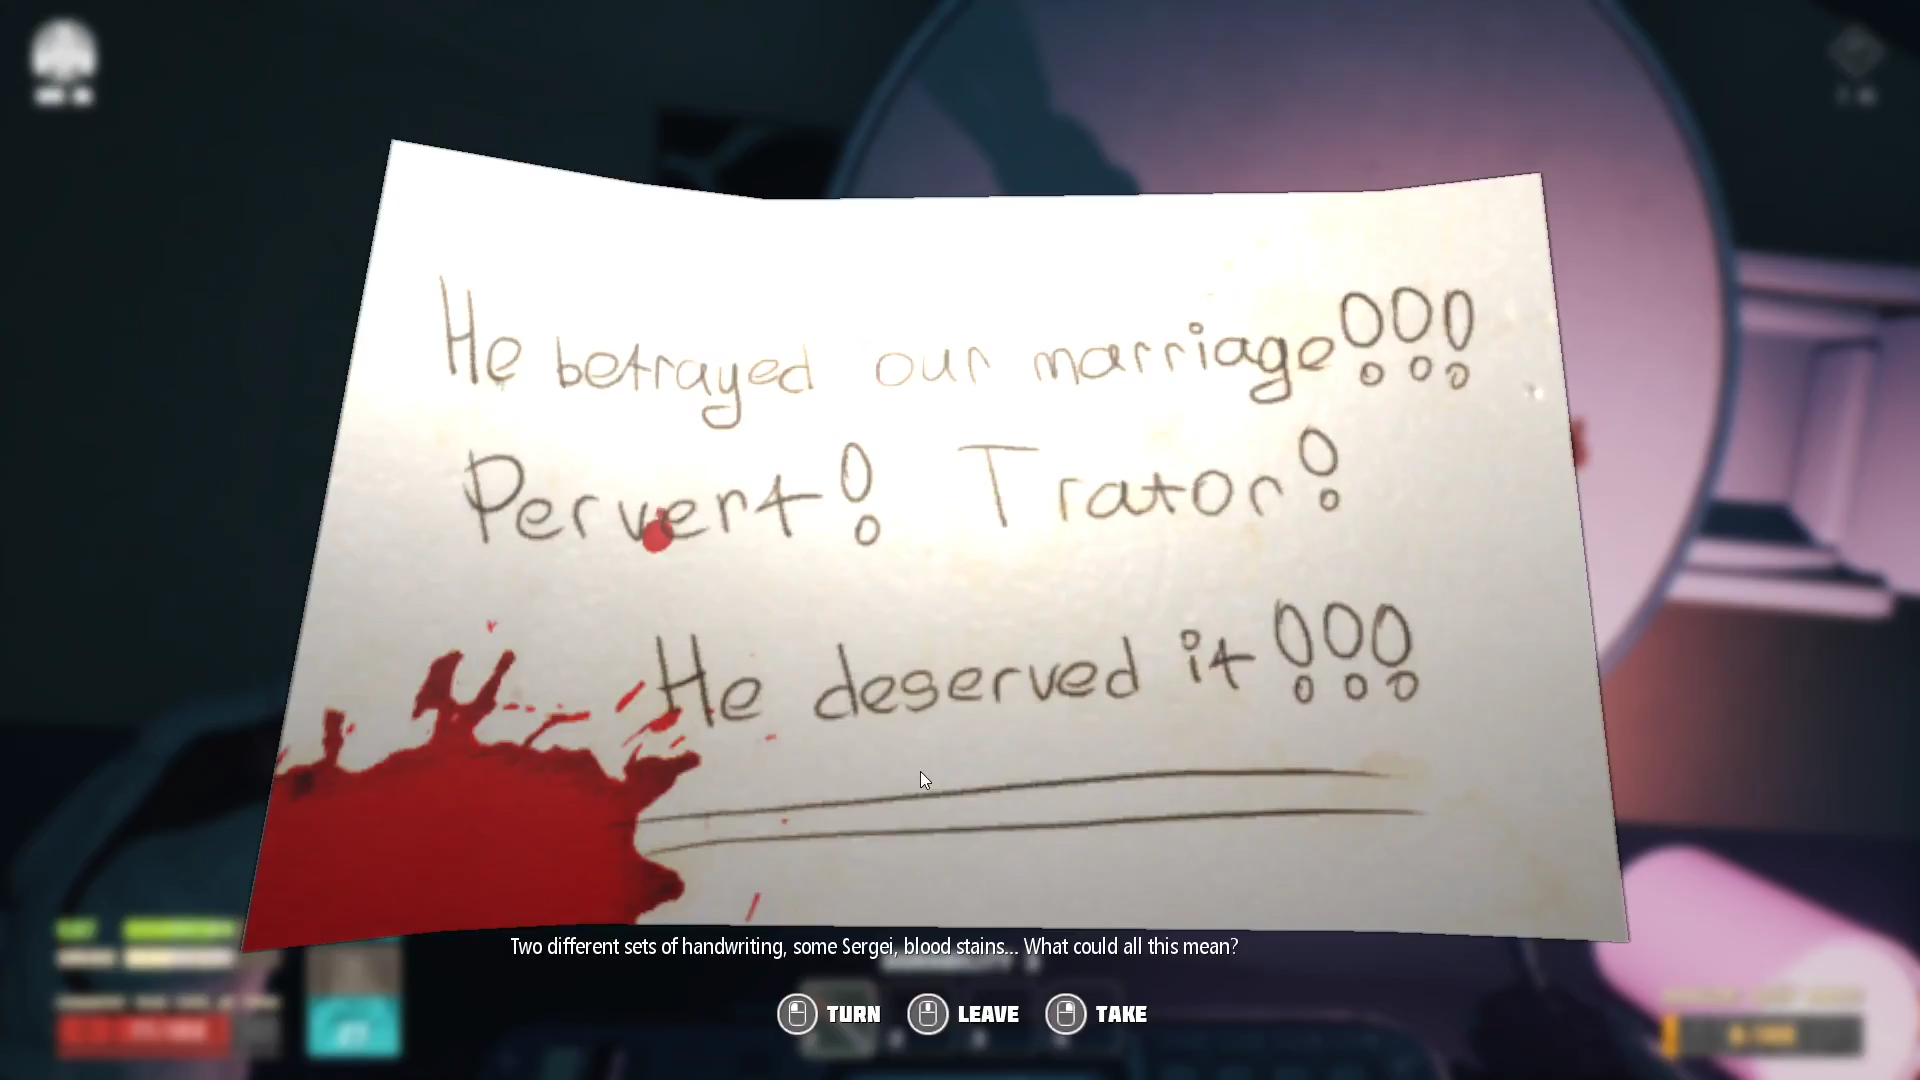 He betrayed our marriage!!!
Pervert! Trator!
He deserved it!!!
Two different sets of handwriting, some Sergei, blood stains... What could all this mean?
TURN LEAVE TAKE